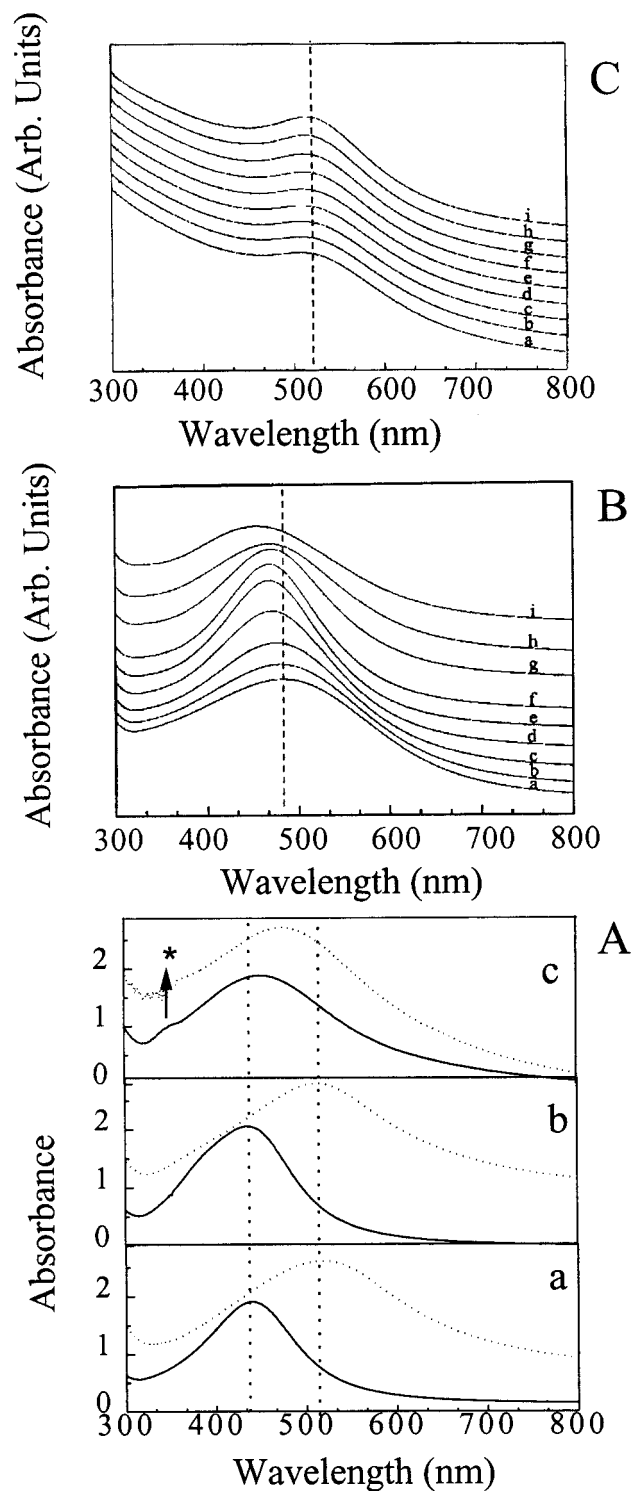 C
Absorbance (Arb. Units)
i
h
g
f
e
d
c
b
a
300 400 500 600 700 800
Wavelength (nm)
B
Absorbance (Arb. Units)
i
h
g
f
e
d
c
b
a
300 400 500 600 700 800
Wavelength (nm)
A
Absorbance
*
c
2
1
0
b
2
1
0
a
2
1
0
300 400 500 600 700 800
Wavelength (nm)